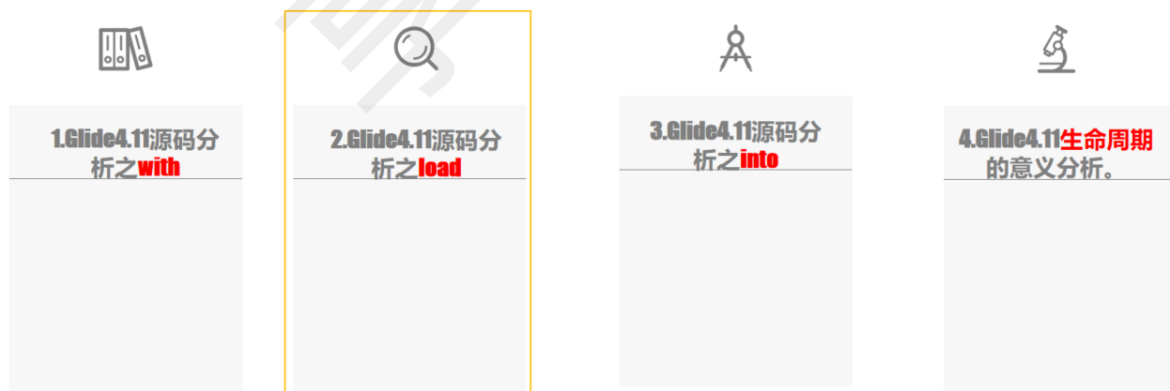 1.Glide4.11源码分
析之with
2.Glide4.11源码分
析之load
3.Glide4.11源码分
析之into
4.Glide4.11生命周期
的意义分析。